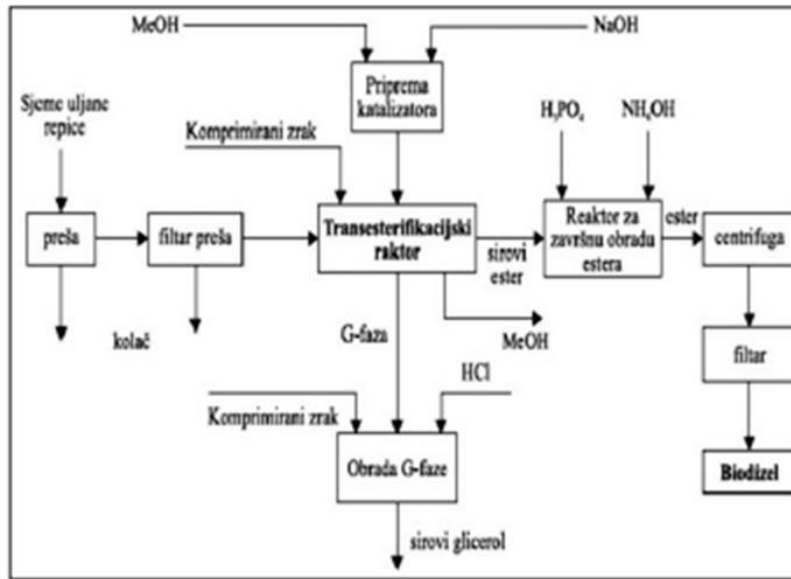 MeOH
NaOH
Priprema
katalizatora
Sjeme uljane
repice
Komprimirani zrak
H₃PO₄
NH₄OH
preša
filtar preša
Transesterifikacijski
raktor
sirovi
ester
Reaktor za
završnu obradu
estera
ester
centrifuga
kolač
G-faza
MeOH
filtar
HCl
Komprimirani zrak
Obrada G-faze
Biodizel
sirovi glicerol